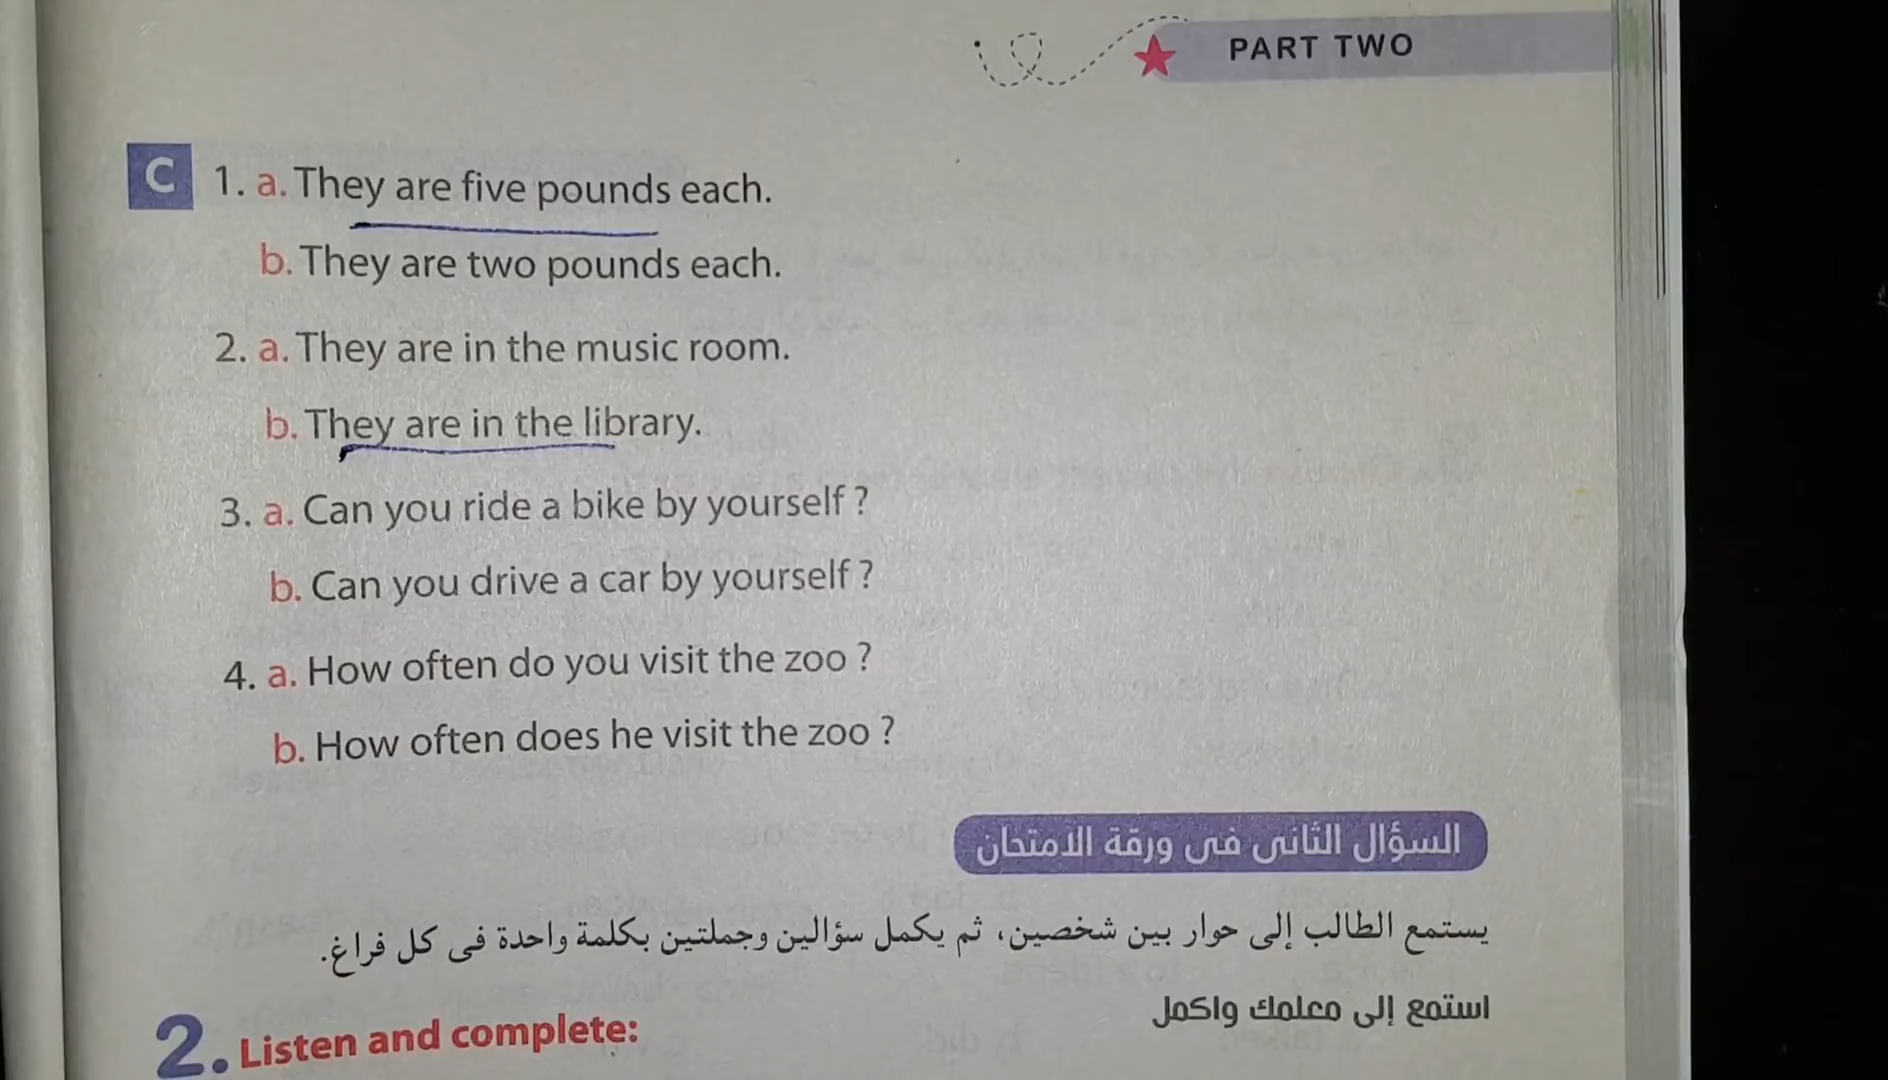 PART TWO
C 1. a. They are five pounds each.
b. They are two pounds each.
2. a. They are in the music room.
b. They are in the library.
3. a. Can you ride a bike by yourself ?
b. Can you drive a car by yourself ?
4. a. How often do you visit the zoo ?
b. How often does he visit the zoo ?
السؤال الثانى فى ورقة الامتحان
يستمع الطالب إلى حوار بين شخصين، ثم يكمل سؤالين وجملتين بكلمة واحدة فى كل فراغ.
استمع إلى معلمك واكمل
2. Listen and complete: